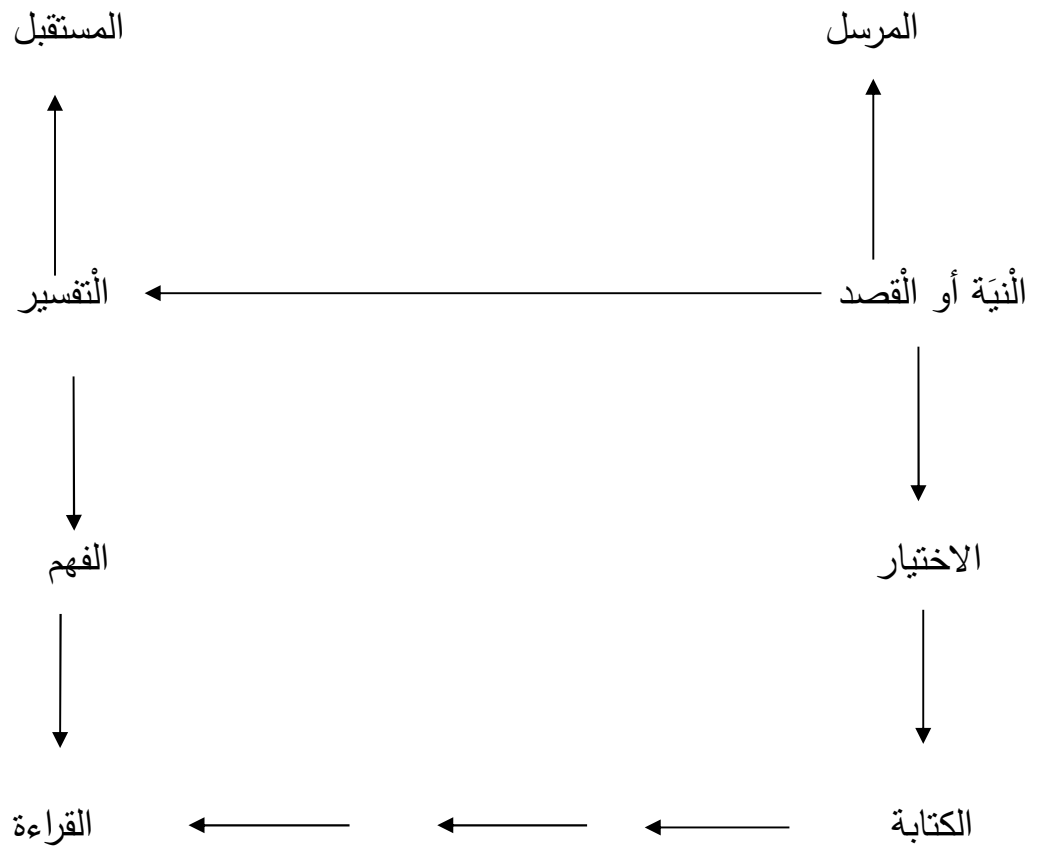 المرسل المستقبل
الْنيَة أو الْقصد الْتفسير
الاختيار الفهم
الكتابة القراءة